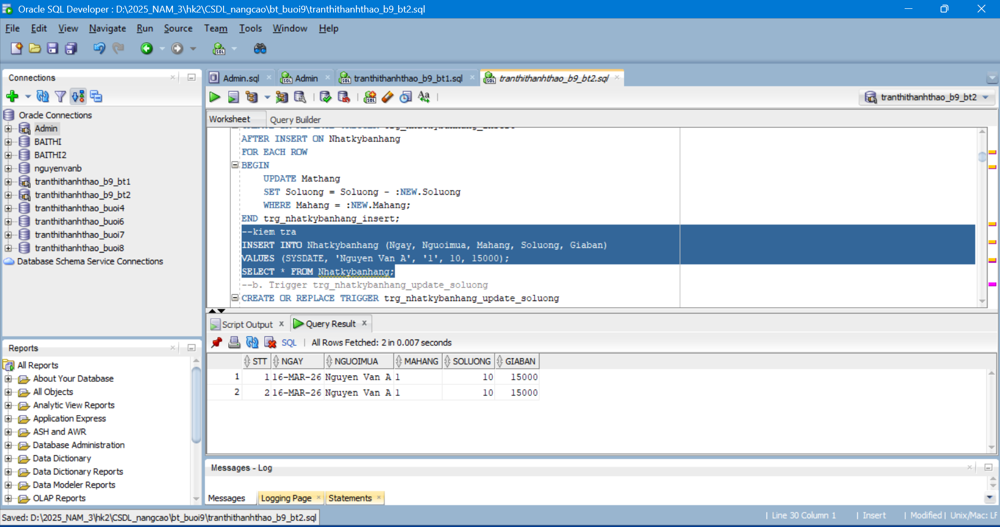 Oracle SQL Developer : D:\2025_NAM_3\hk2\CSDL_nangcao\bt_buoi9\tranthithanhthao_b9_bt2.sql
File Edit View Navigate Run Source Team Tools Window Help
Connections
Oracle Connections
Admin
BAITHI
BAITHI2
nguyenvanb
tranthithanhthao_b9_bt1
tranthithanhthao_b9_bt2
tranthithanhthao_buoi4
tranthithanhthao_buoi6
tranthithanhthao_buoi7
tranthithanhthao_buoi8
Database Schema Service Connections
Reports
All Reports
About Your Database
All Objects
Analytic View Reports
Application Express
ASH and AWR
Database Administration
Data Dictionary
Data Dictionary Reports
Data Modeler Reports
OLAP Reports
Admin.sql Admin tranthithanhthao_b9_bt1.sql tranthithanhthao_b9_bt2.sql
tranthithanhthao_b9_bt2
Worksheet Query Builder
AFTER INSERT ON Nhatkybanhang
FOR EACH ROW
BEGIN
UPDATE Mathang
SET Soluong = Soluong - :NEW.Soluong
WHERE Mahang = :NEW.Mahang;
END trg_nhatkybanhang_insert;
--kiem tra
INSERT INTO Nhatkybanhang (Ngay, Nguoimua, Mahang, Soluong, Giaban)
VALUES (SYSDATE, 'Nguyen Van A', '1', 10, 15000);
SELECT * FROM Nhatkybanhang;
--b. Trigger trg_nhatkybanhang_update_soluong
CREATE OR REPLACE TRIGGER trg_nhatkybanhang_update_soluong
Script Output x Query Result x
SQL | All Rows Fetched: 2 in 0.007 seconds
STT NGAY NGUOIMUA MAHANG SOLUONG GIABAN
1 1 16-MAR-26 Nguyen Van A 1 10 15000
2 2 16-MAR-26 Nguyen Van A 1 10 15000
Messages - Log
Messages Logging Page Statements
Saved: D:\2025_NAM_3\hk2\CSDL_nangcao\bt_buoi9\tranthithanhthao_b9_bt2.sql
| Line 30 Column 1 | Insert | Modified | Unix/Mac: LF